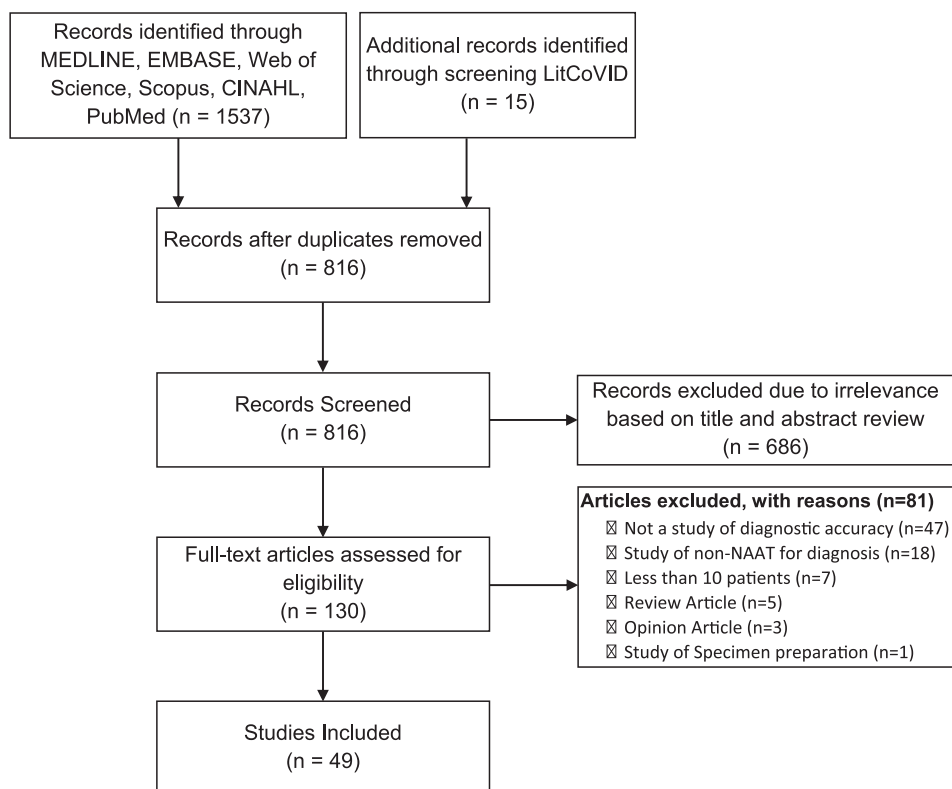 Records identified through
MEDLINE, EMBASE, Web of
Science, Scopus, CINAHL,
PubMed (n = 1537)
Additional records identified
through screening LitCoVID
(n = 15)
Records after duplicates removed
(n = 816)
Records Screened
(n = 816)
Records excluded due to irrelevance
based on title and abstract review
(n = 686)
Full-text articles assessed for
eligibility
(n = 130)
Articles excluded, with reasons (n=81)
Not a study of diagnostic accuracy (n=47)
Study of non-NAAT for diagnosis (n=18)
Less than 10 patients (n=7)
Review Article (n=5)
Opinion Article (n=3)
Study of Specimen preparation (n=1)
Studies Included
(n = 49)